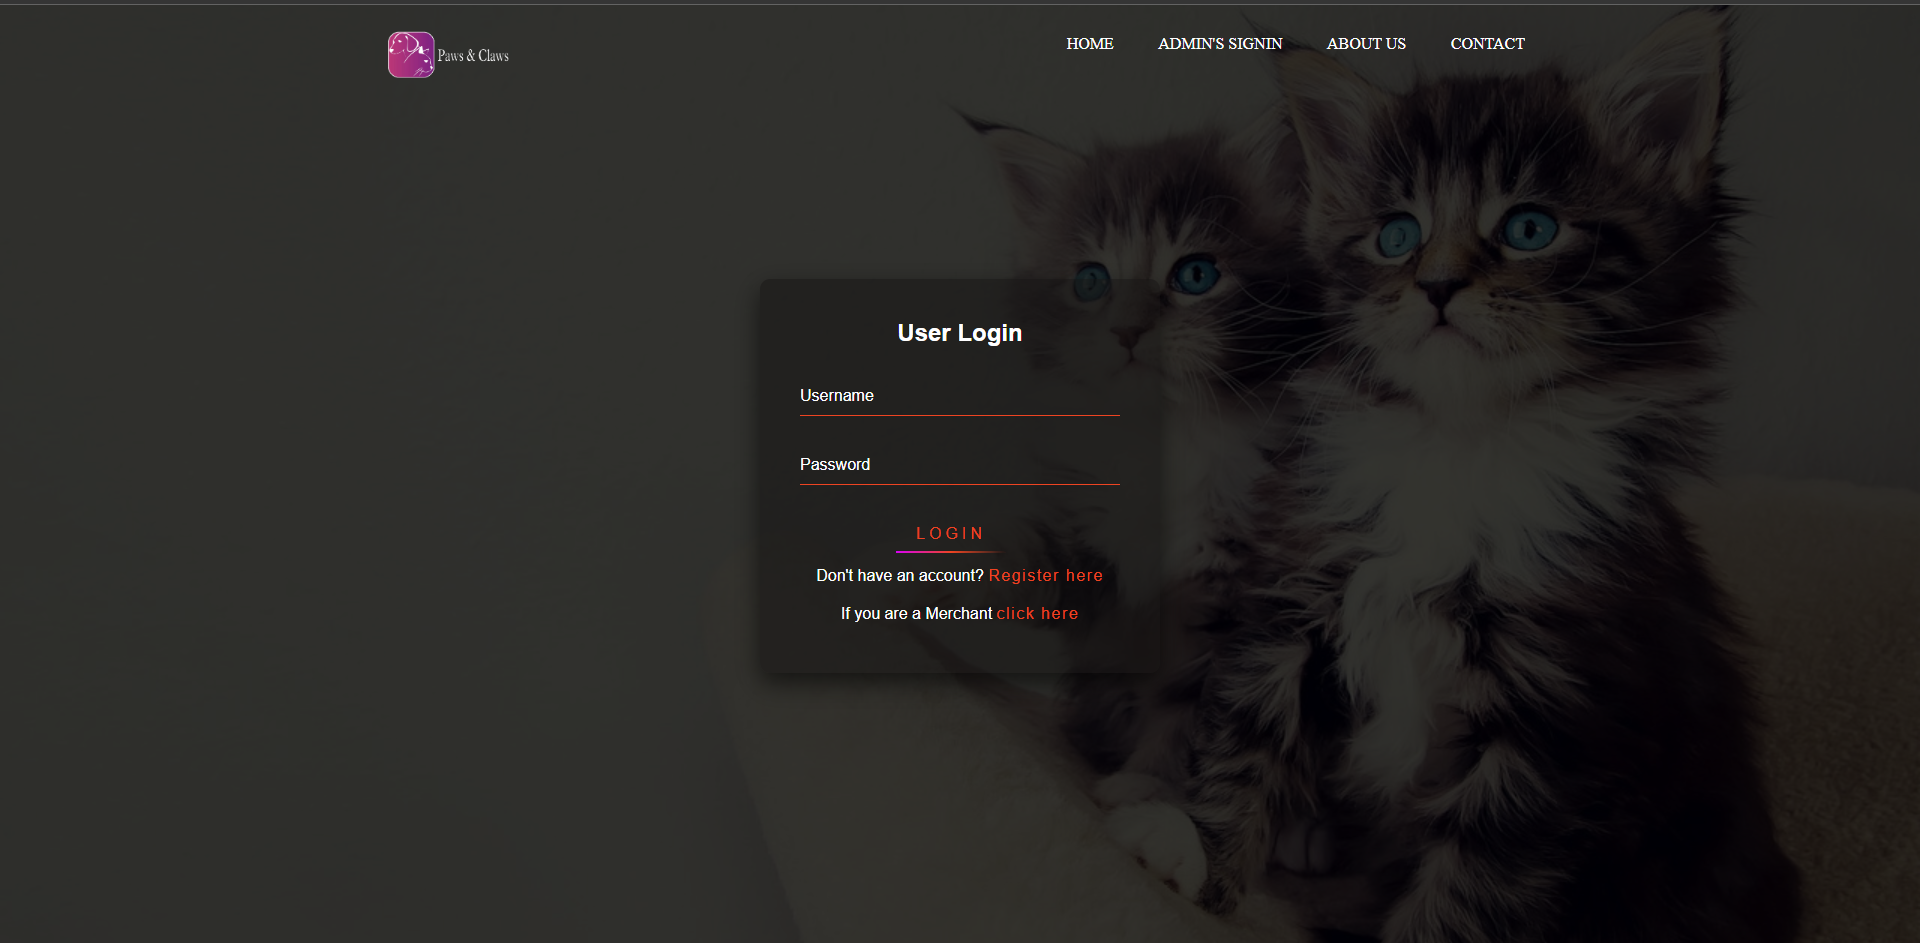 Paws & Claws
HOME ADMIN'S SIGNIN ABOUT US CONTACT
User Login
Username
Password
LOGIN
Don't have an account? Register here
If you are a Merchant click here